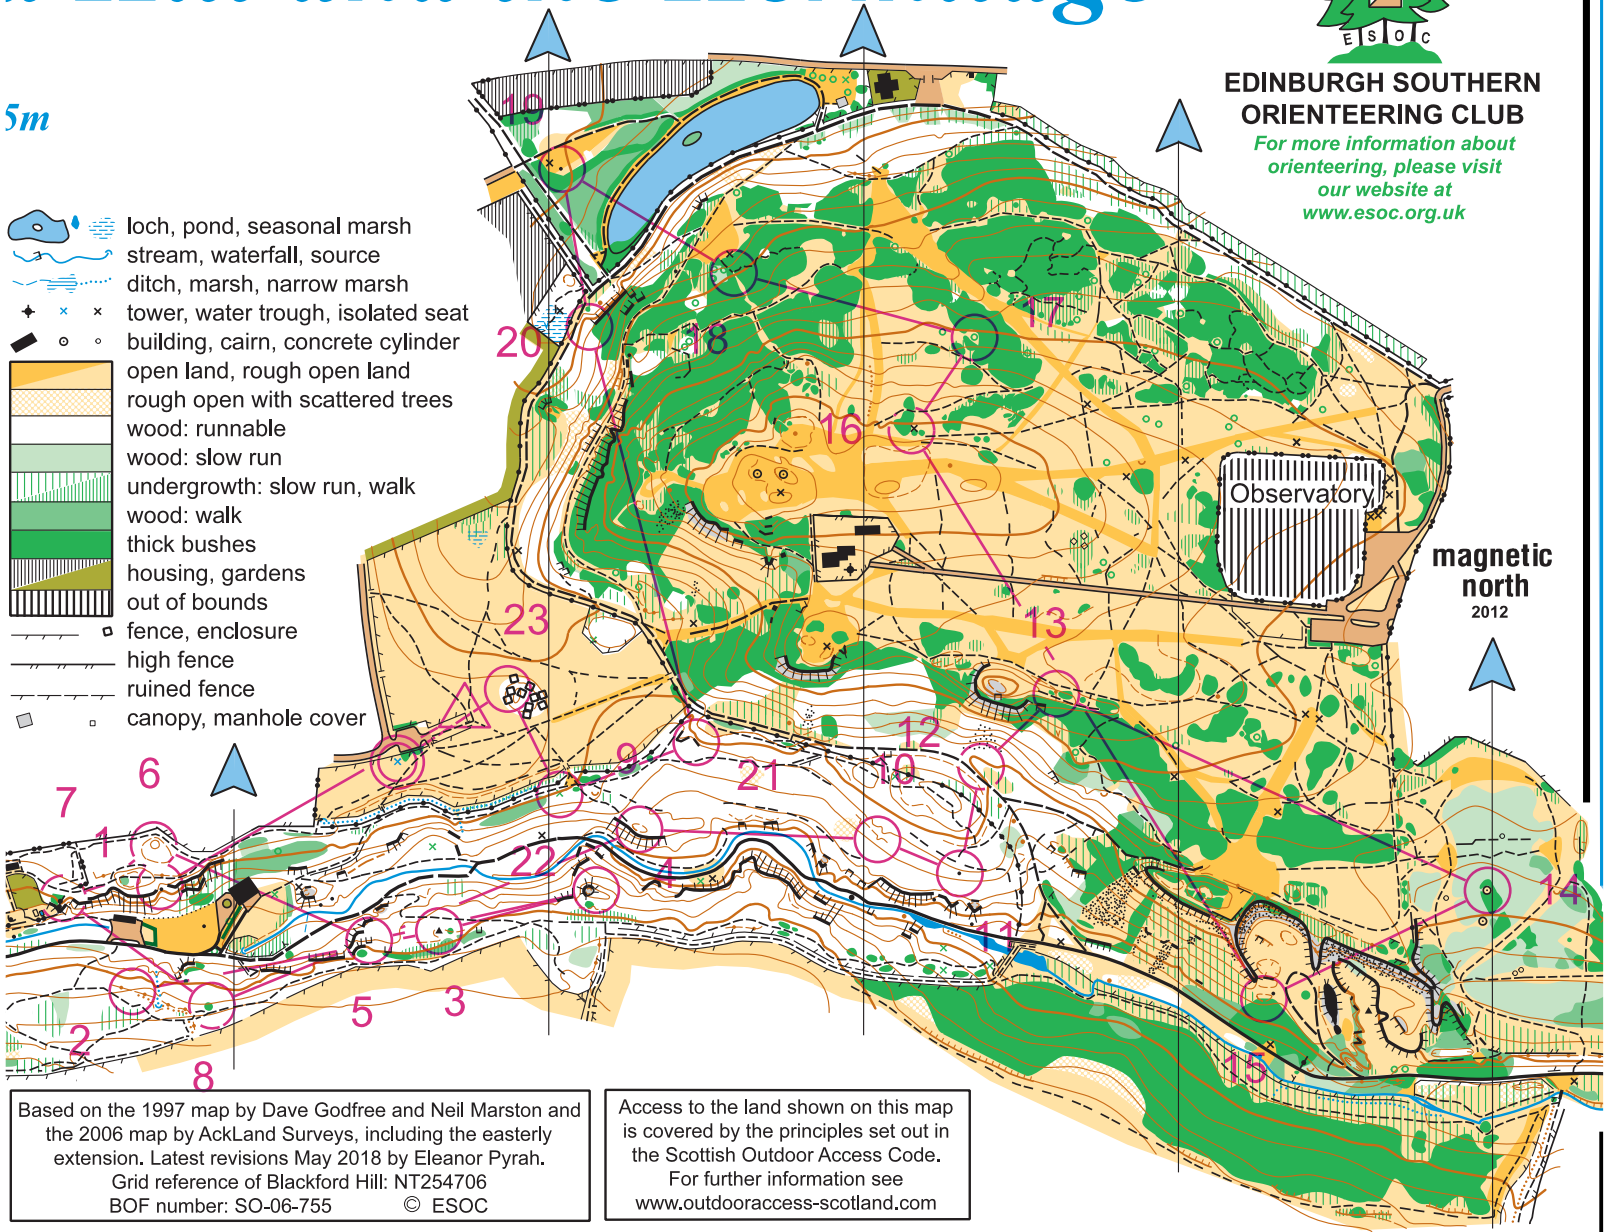 5m
E S O C
EDINBURGH SOUTHERN
ORIENTEERING CLUB
For more information about
orienteering, please visit
our website at
www.esoc.org.uk
loch, pond, seasonal marsh
stream, waterfall, source
ditch, marsh, narrow marsh
tower, water trough, isolated seat
building, cairn, concrete cylinder
open land, rough open land
rough open with scattered trees
wood: runnable
wood: slow run
undergrowth: slow run, walk
wood: walk
thick bushes
housing, gardens
out of bounds
fence, enclosure
high fence
ruined fence
canopy, manhole cover
19
17
18
20
16
Observatory
magnetic
north
2012
23
13
12
9
10
21
6
7
1
22
4
14
11
5
3
2
15
8
Based on the 1997 map by Dave Godfree and Neil Marston and
the 2006 map by AckLand Surveys, including the easterly
extension. Latest revisions May 2018 by Eleanor Pyrah.
Grid reference of Blackford Hill: NT254706
BOF number: SO-06-755 © ESOC
Access to the land shown on this map
is covered by the principles set out in
the Scottish Outdoor Access Code.
For further information see
www.outdooraccess-scotland.com